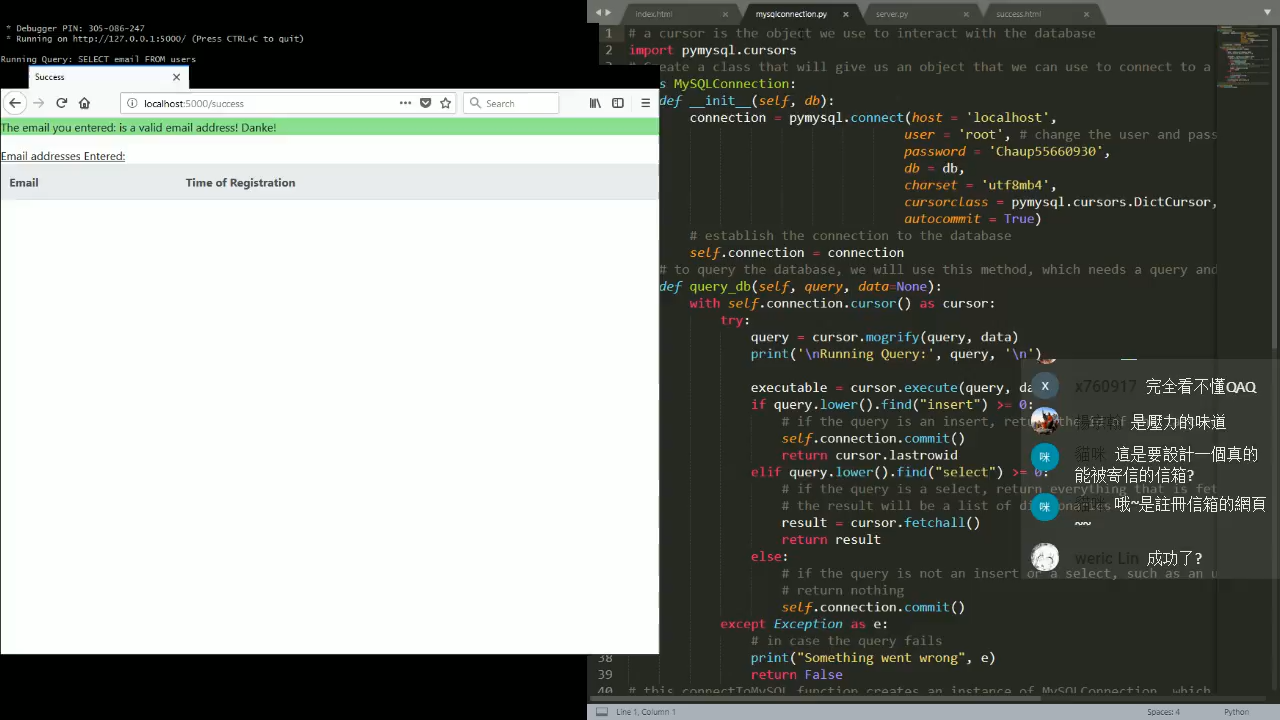 * Debugger PIN: 305-086-247
* Running on http://127.0.0.1:5000/ (Press CTRL+C to quit)
Running Query: SELECT email FROM users
Success
localhost:5000/success
Search
The email you entered: is a valid email address! Danke!
Email addresses Entered:
Email Time of Registration
index.html mysqlconnection.py server.py success.html
1 # a cursor is the object we use to interact with the database
2 import pymysql.cursors
# Create a class that will give us an object that we can use to connect to a
s MySQLConnection:
def __init__(self, db):
connection = pymysql.connect(host = 'localhost',
user = 'root', # change the user and pass
password = 'Chaup55660930',
db = db,
charset = 'utf8mb4',
cursorclass = pymysql.cursors.DictCursor,
autocommit = True)
# establish the connection to the database
self.connection = connection
# to query the database, we will use this method, which needs a query and
def query_db(self, query, data=None):
with self.connection.cursor() as cursor:
try:
query = cursor.mogrify(query, data)
print('\nRunning Query:', query, '\n')
executable = cursor.execute(query, da
if query.lower().find("insert") >= 0:
# if the query is an insert, return the id of
self.connection.commit()
return cursor.lastrowid
elif query.lower().find("select") >= 0:
# if the query is a select, return everything that is fet
# the result will be a list of dictionaries
result = cursor.fetchall()
return result
else:
# if the query is not an insert or a select, such as an u
# return nothing
self.connection.commit()
except Exception as e:
# in case the query fails
38 print("Something went wrong", e)
39 return False
40 # this connectToMySQL function creates an instance of MySQLConnection, which
X x760917 完全看不懂QAQ
是壓力的味道
咪 貓咪 這是要設計一個真的
能被寄信的信箱?
咪 貓咪 哦~是註冊信箱的網頁
~~
weric Lin 成功了?
Line 1, Column 1
Spaces: 4
Python